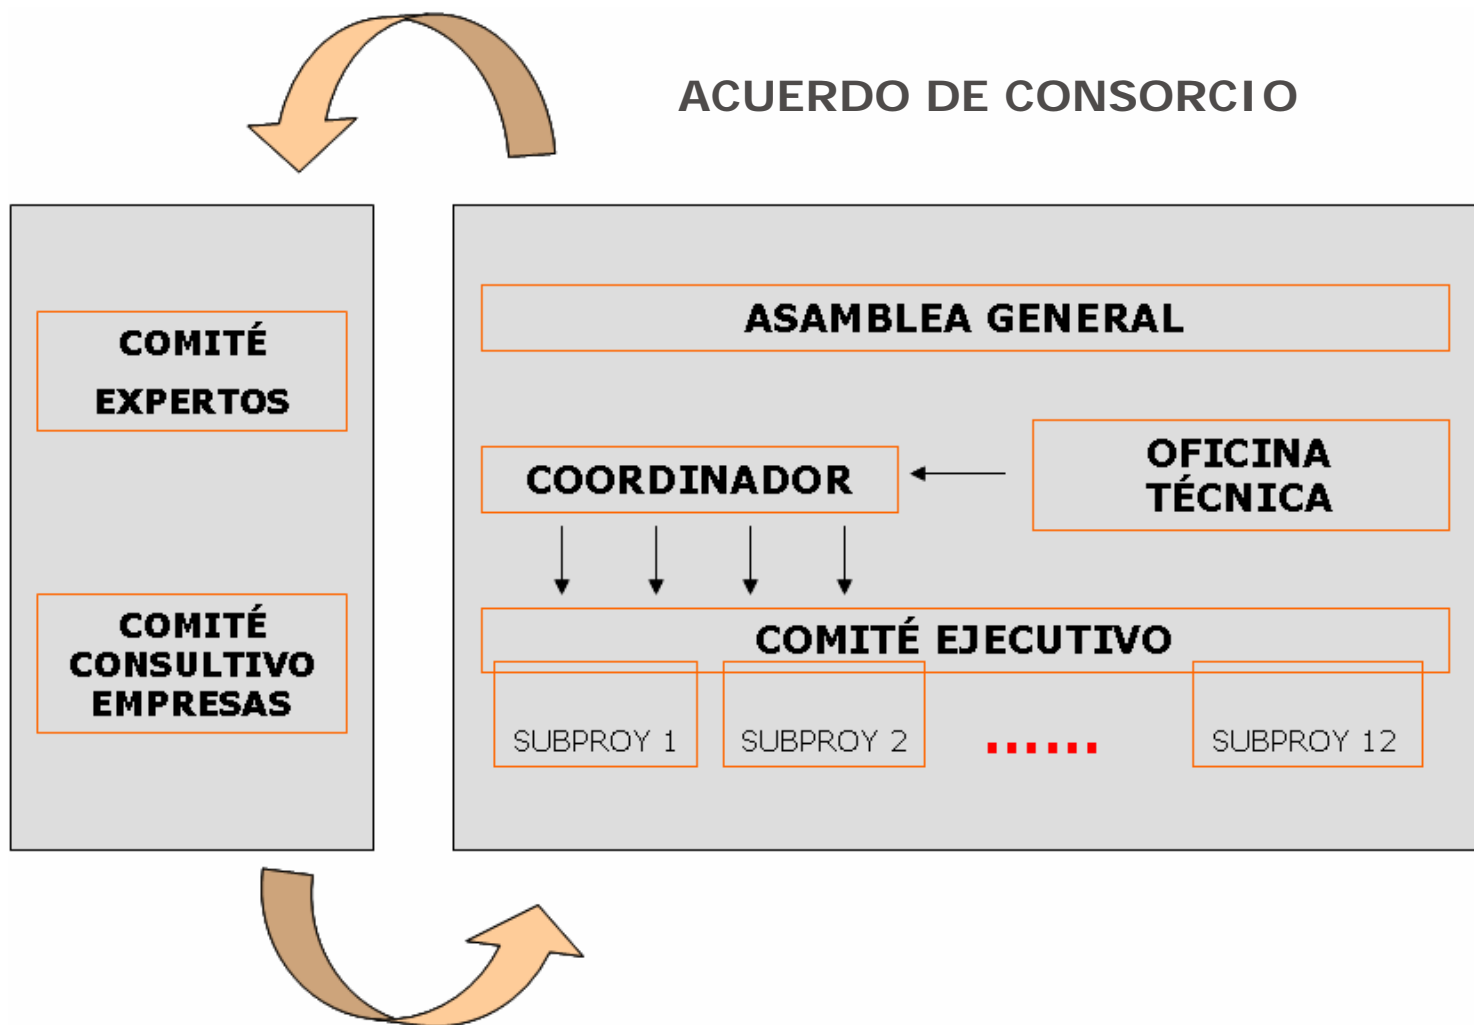 ACUERDO DE CONSORCIO
COMITÉ
EXPERTOS
COMITÉ
CONSULTIVO
EMPRESAS
ASAMBLEA GENERAL
COORDINADOR
OFICINA
TÉCNICA
COMITÉ EJECUTIVO
SUBPROY 1
SUBPROY 2
......
SUBPROY 12